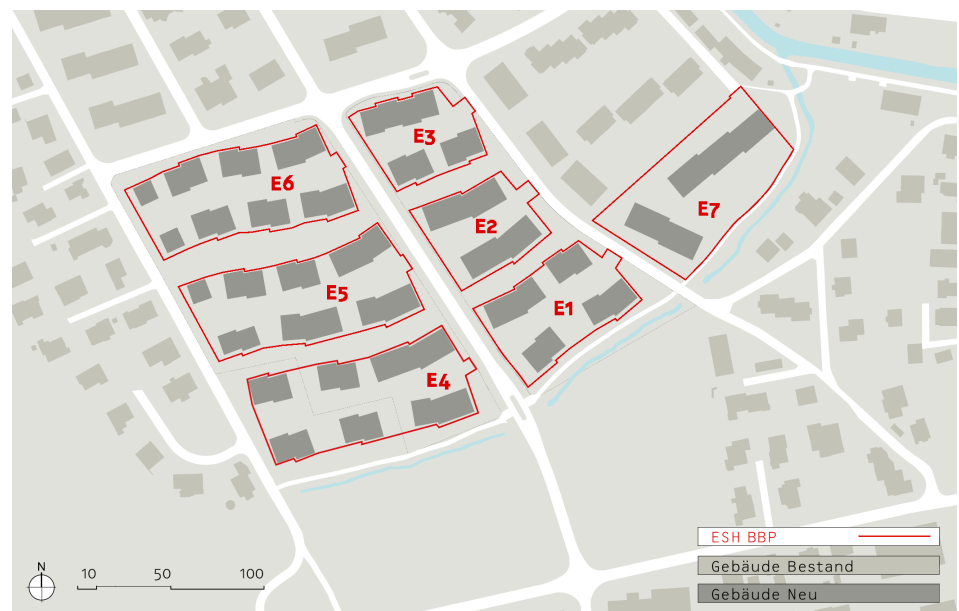 E3
E6
E2
E7
E5
E1
E4
ESH BBP
Gebäude Bestand
Gebäude Neu
N
10 50 100